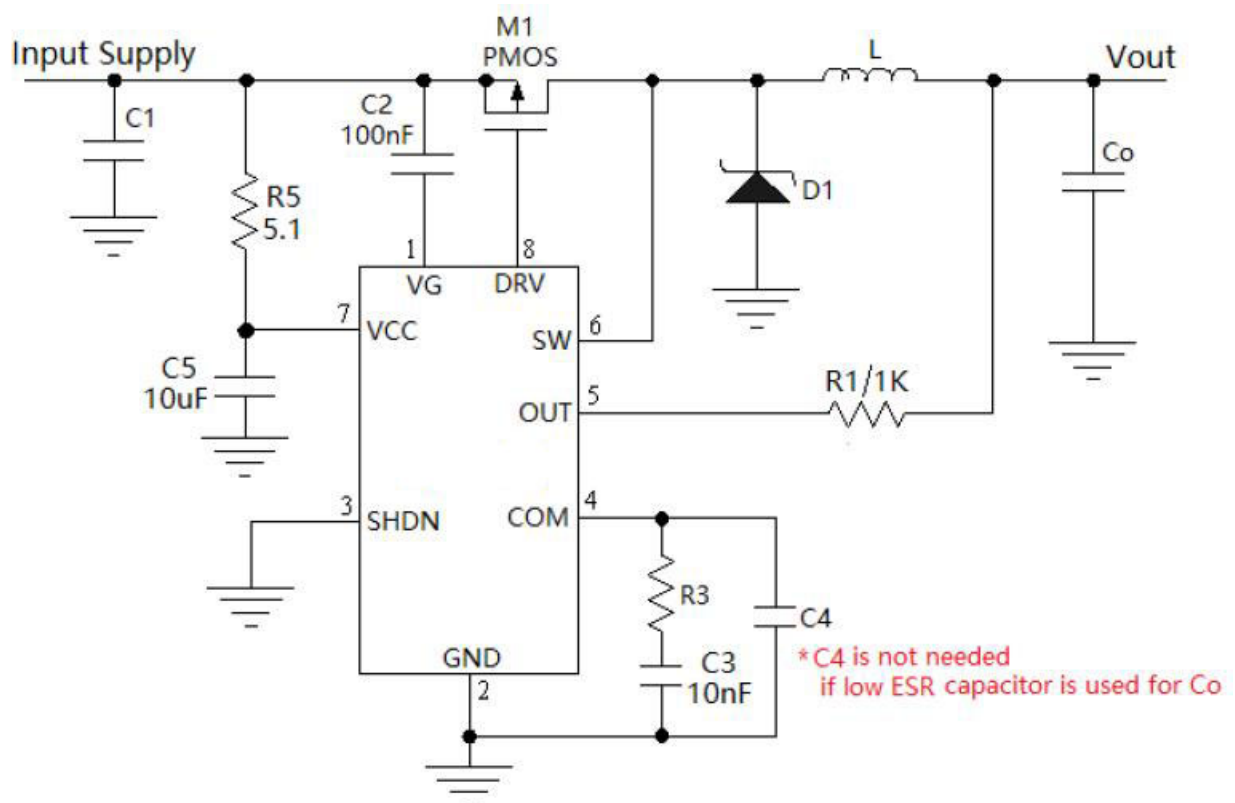 M1
PMOS
Input Supply
L
Vout
C1
C2
100nF
Co
R5
5.1
D1
1
8
VG
DRV
7
VCC
6
SW
C5
10uF
R1/1K
5
OUT
3
SHDN
4
COM
R3
C4
GND
C3
10nF
2
*C4 is not needed
if low ESR capacitor is used for Co